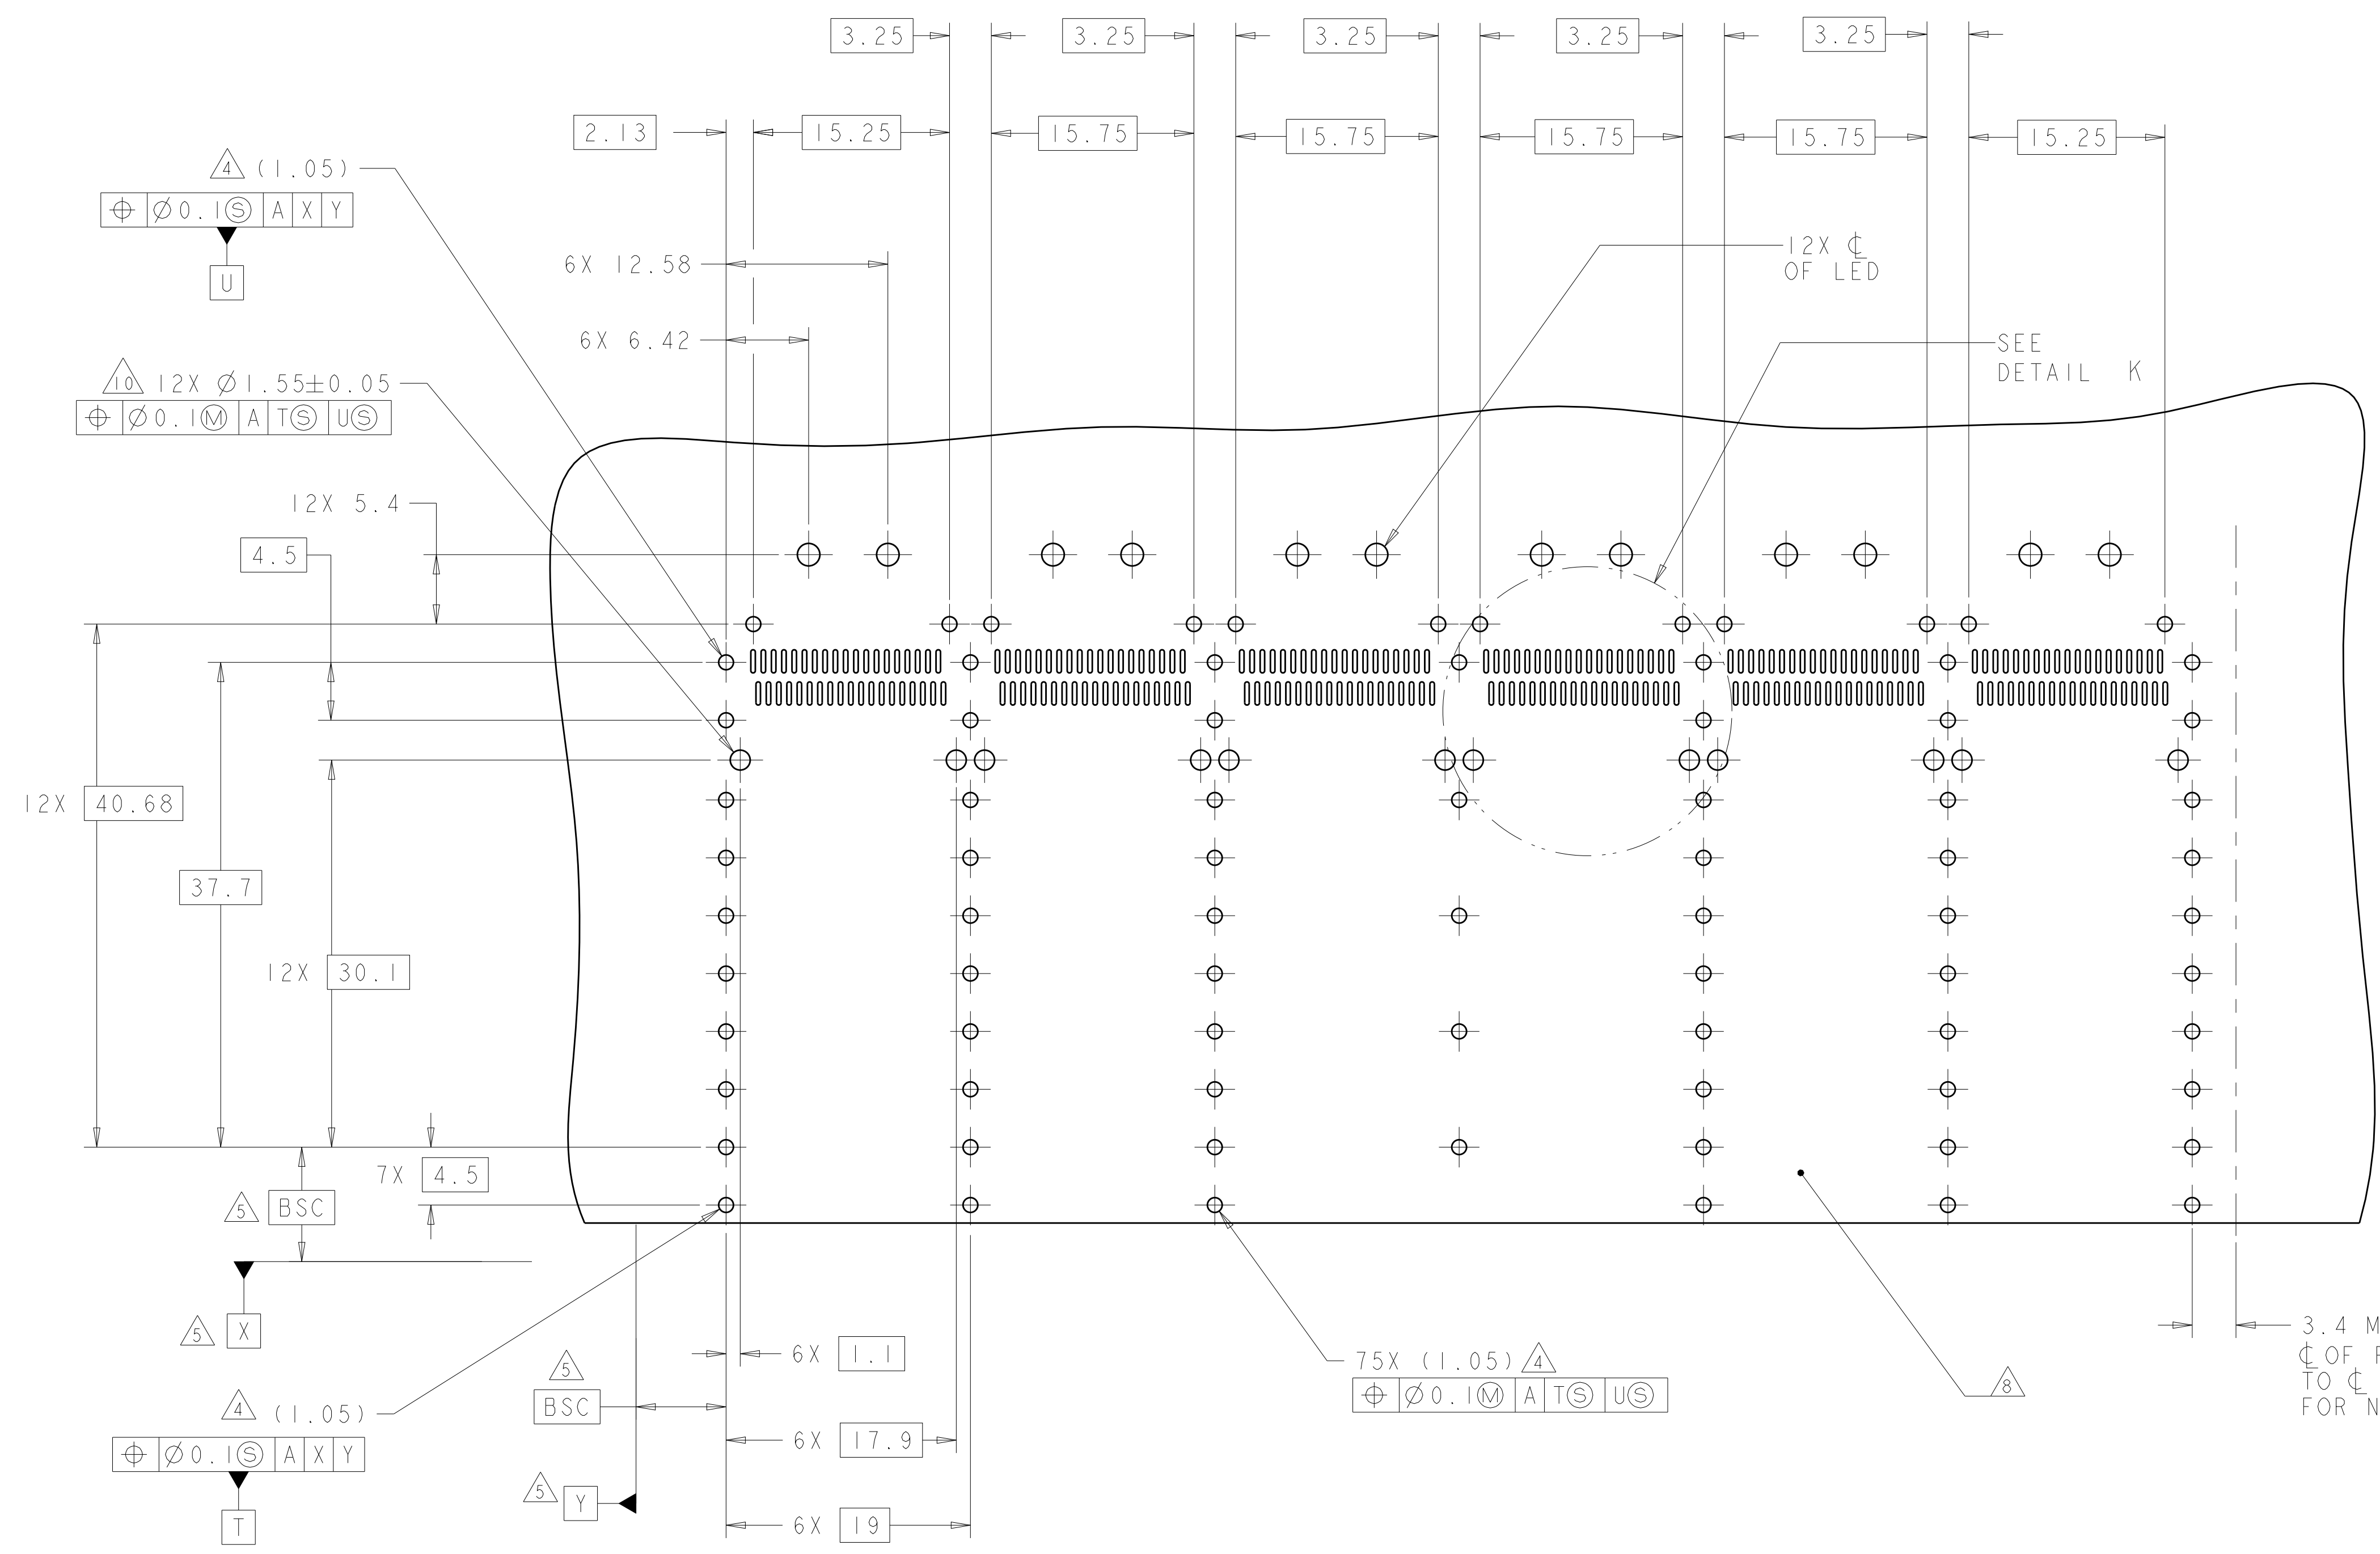 3.25 3.25 3.25 3.25 3.25
2.13 15.25 15.75 15.75 15.75 15.75 15.25
4 (1.05)
⌖ Ø0.1Ⓢ A X Y
U
6X 12.58
12X ℄
OF LED
6X 6.42
SEE
DETAIL K
10 12X Ø1.55±0.05
⌖ Ø0.1Ⓜ A TⓈ UⓈ
12X 5.4
4.5
12X 40.68
37.7
12X 30.1
7X 4.5
5 BSC
5 X
6X 1.1
5
BSC
4 (1.05)
⌖ Ø0.1Ⓢ A X Y
T
6X 17.9
5 Y
6X 19
75X (1.05) 4
⌖ Ø0.1Ⓜ A TⓈ UⓈ
8
3.4 M
℄ OF
TO ℄
FOR N